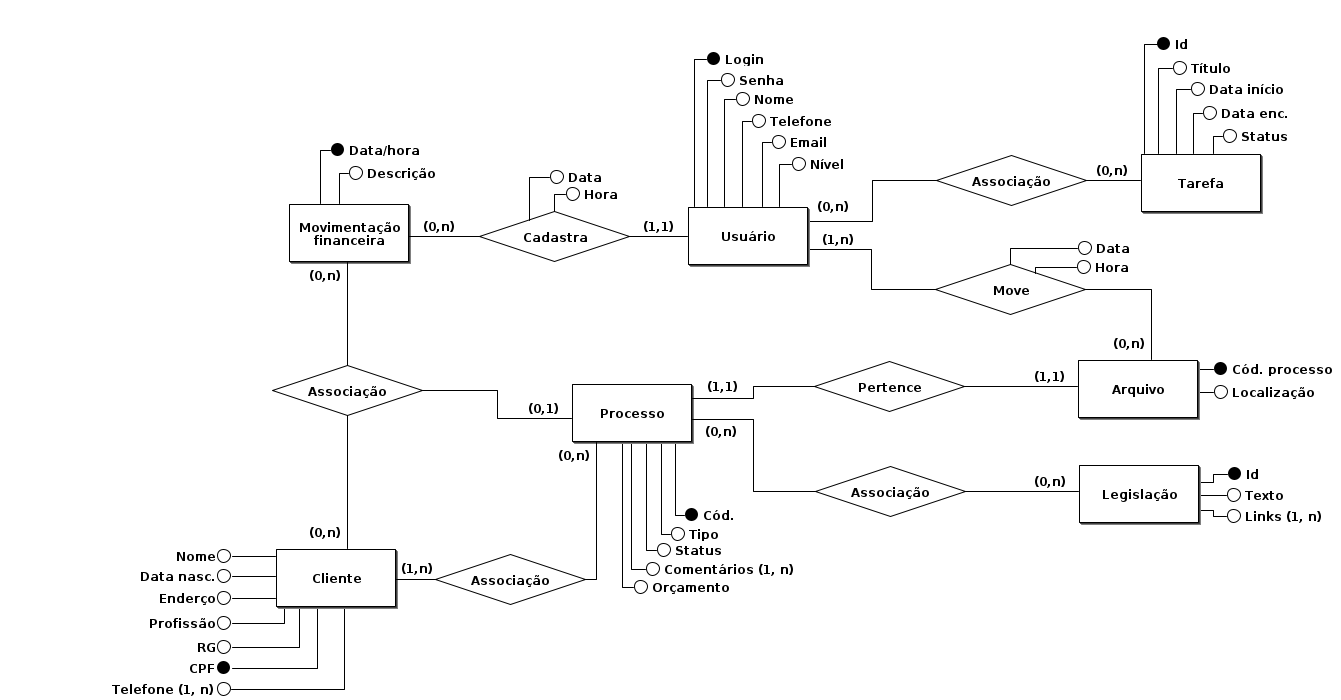 Id
Título
Data início
Data enc.
Status
Tarefa
Login
Senha
Nome
Telefone
Email
Nível
Usuário
(0,n)
Associação
(0,n)
(1,n)
Data
Hora
Move
(0,n)
Data/hora
Descrição
Movimentação
financeira
(0,n)
Data
Hora
Cadastra
(1,1)
(0,n)
Associação
(0,1)
Processo
(1,1)
Pertence
(1,1)
Arquivo
Cód. processo
Localização
(0,n)
Associação
(0,n)
Legislação
Id
Texto
Links (1, n)
(0,n)
Cód.
Tipo
Status
Comentários (1, n)
Orçamento
(0,n)
Cliente
(1,n)
Associação
Nome
Data nasc.
Enderço
Profissão
RG
CPF
Telefone (1, n)